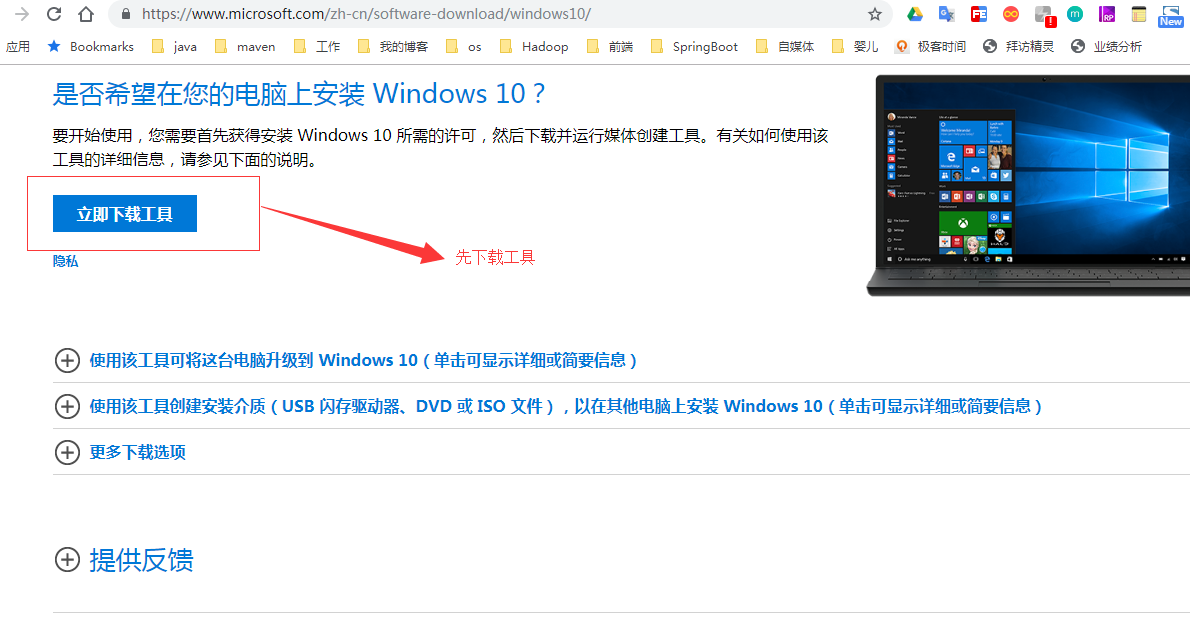 https://www.microsoft.com/zh-cn/software-download/windows10/
New
应用
Bookmarks
java
maven
工作
我的博客
os
Hadoop
前端
SpringBoot
自媒体
婴儿
极客时间
拜访精灵
业绩分析
是否希望在您的电脑上安装 Windows 10？
要开始使用，您需要首先获得安装 Windows 10 所需的许可，然后下载并运行媒体创建工具。有关如何使用该
工具的详细信息，请参见下面的说明。
立即下载工具
先下载工具
隐私
使用该工具可将这台电脑升级到 Windows 10（单击可显示详细或简要信息）
使用该工具创建安装介质（USB 闪存驱动器、DVD 或 ISO 文件），以在其他电脑上安装 Windows 10（单击可显示详细或简要信息）
更多下载选项
提供反馈